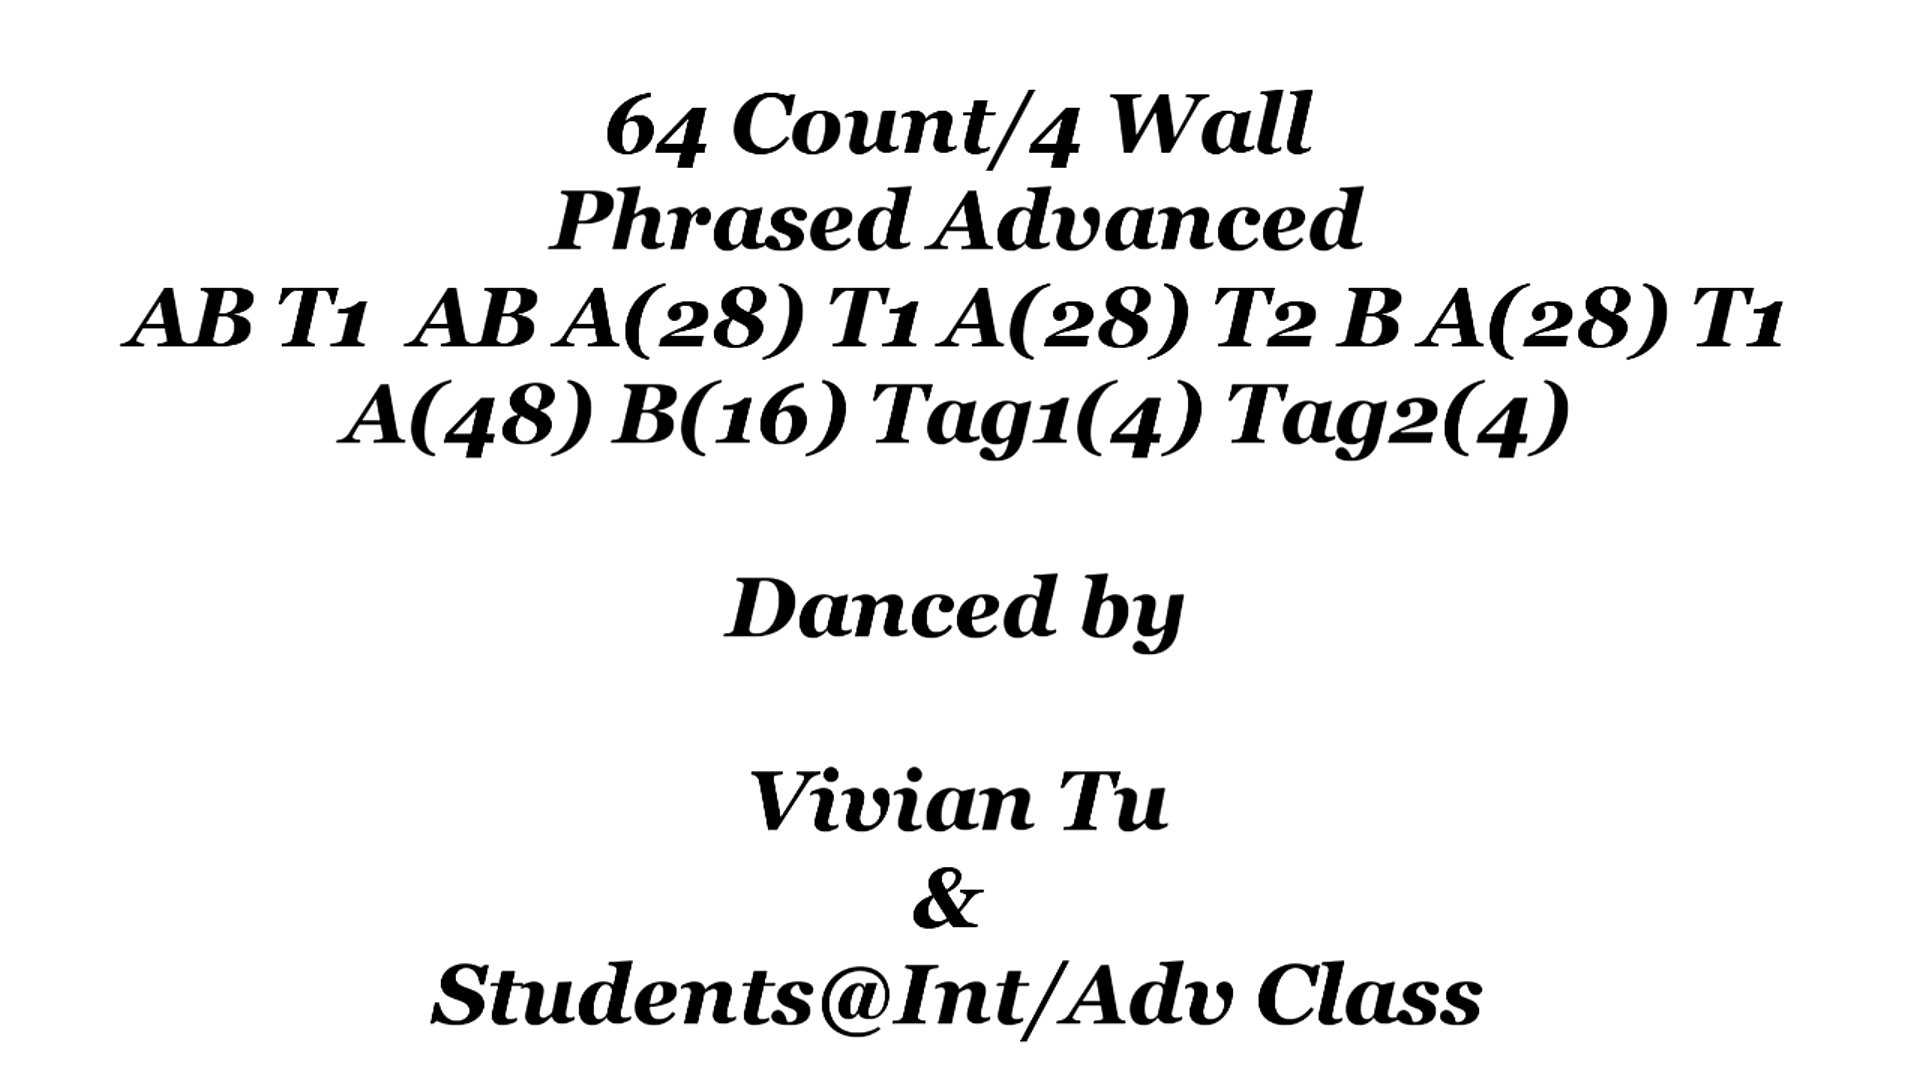 64 Count/4 Wall
Phrased Advanced
AB T1 AB A(28) T1 A(28) T2 B A(28) T1
A(48) B(16) Tag1(4) Tag2(4)
Danced by
Vivian Tu
&
Students@Int/Adv Class